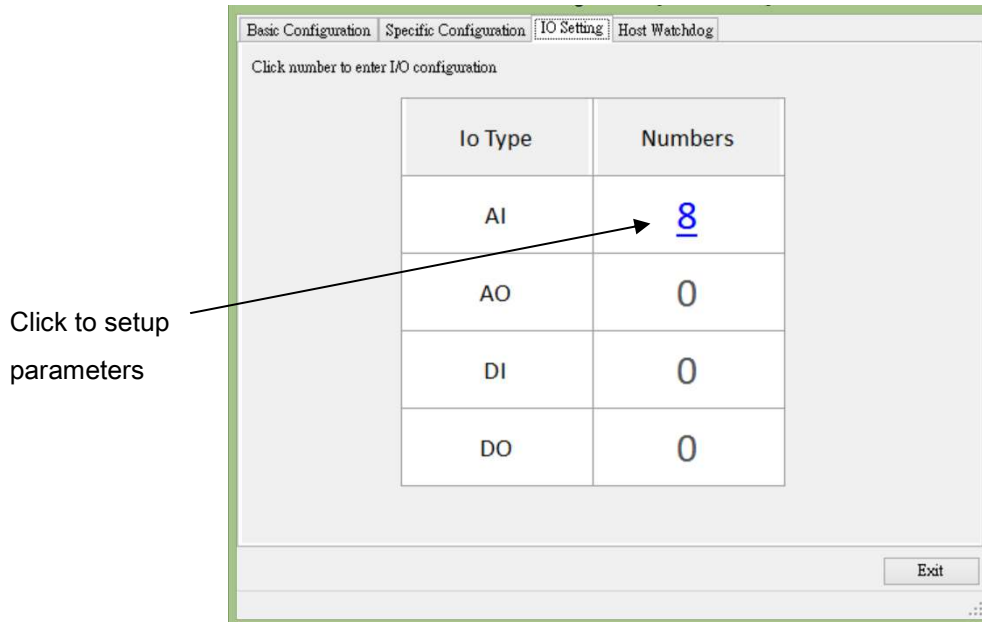 Basic Configuration Specific Configuration IO Setting Host Watchdog
Click number to enter I/O configuration
Io Type Numbers
AI 8
AO 0
DI 0
DO 0
Click to setup
parameters
Exit